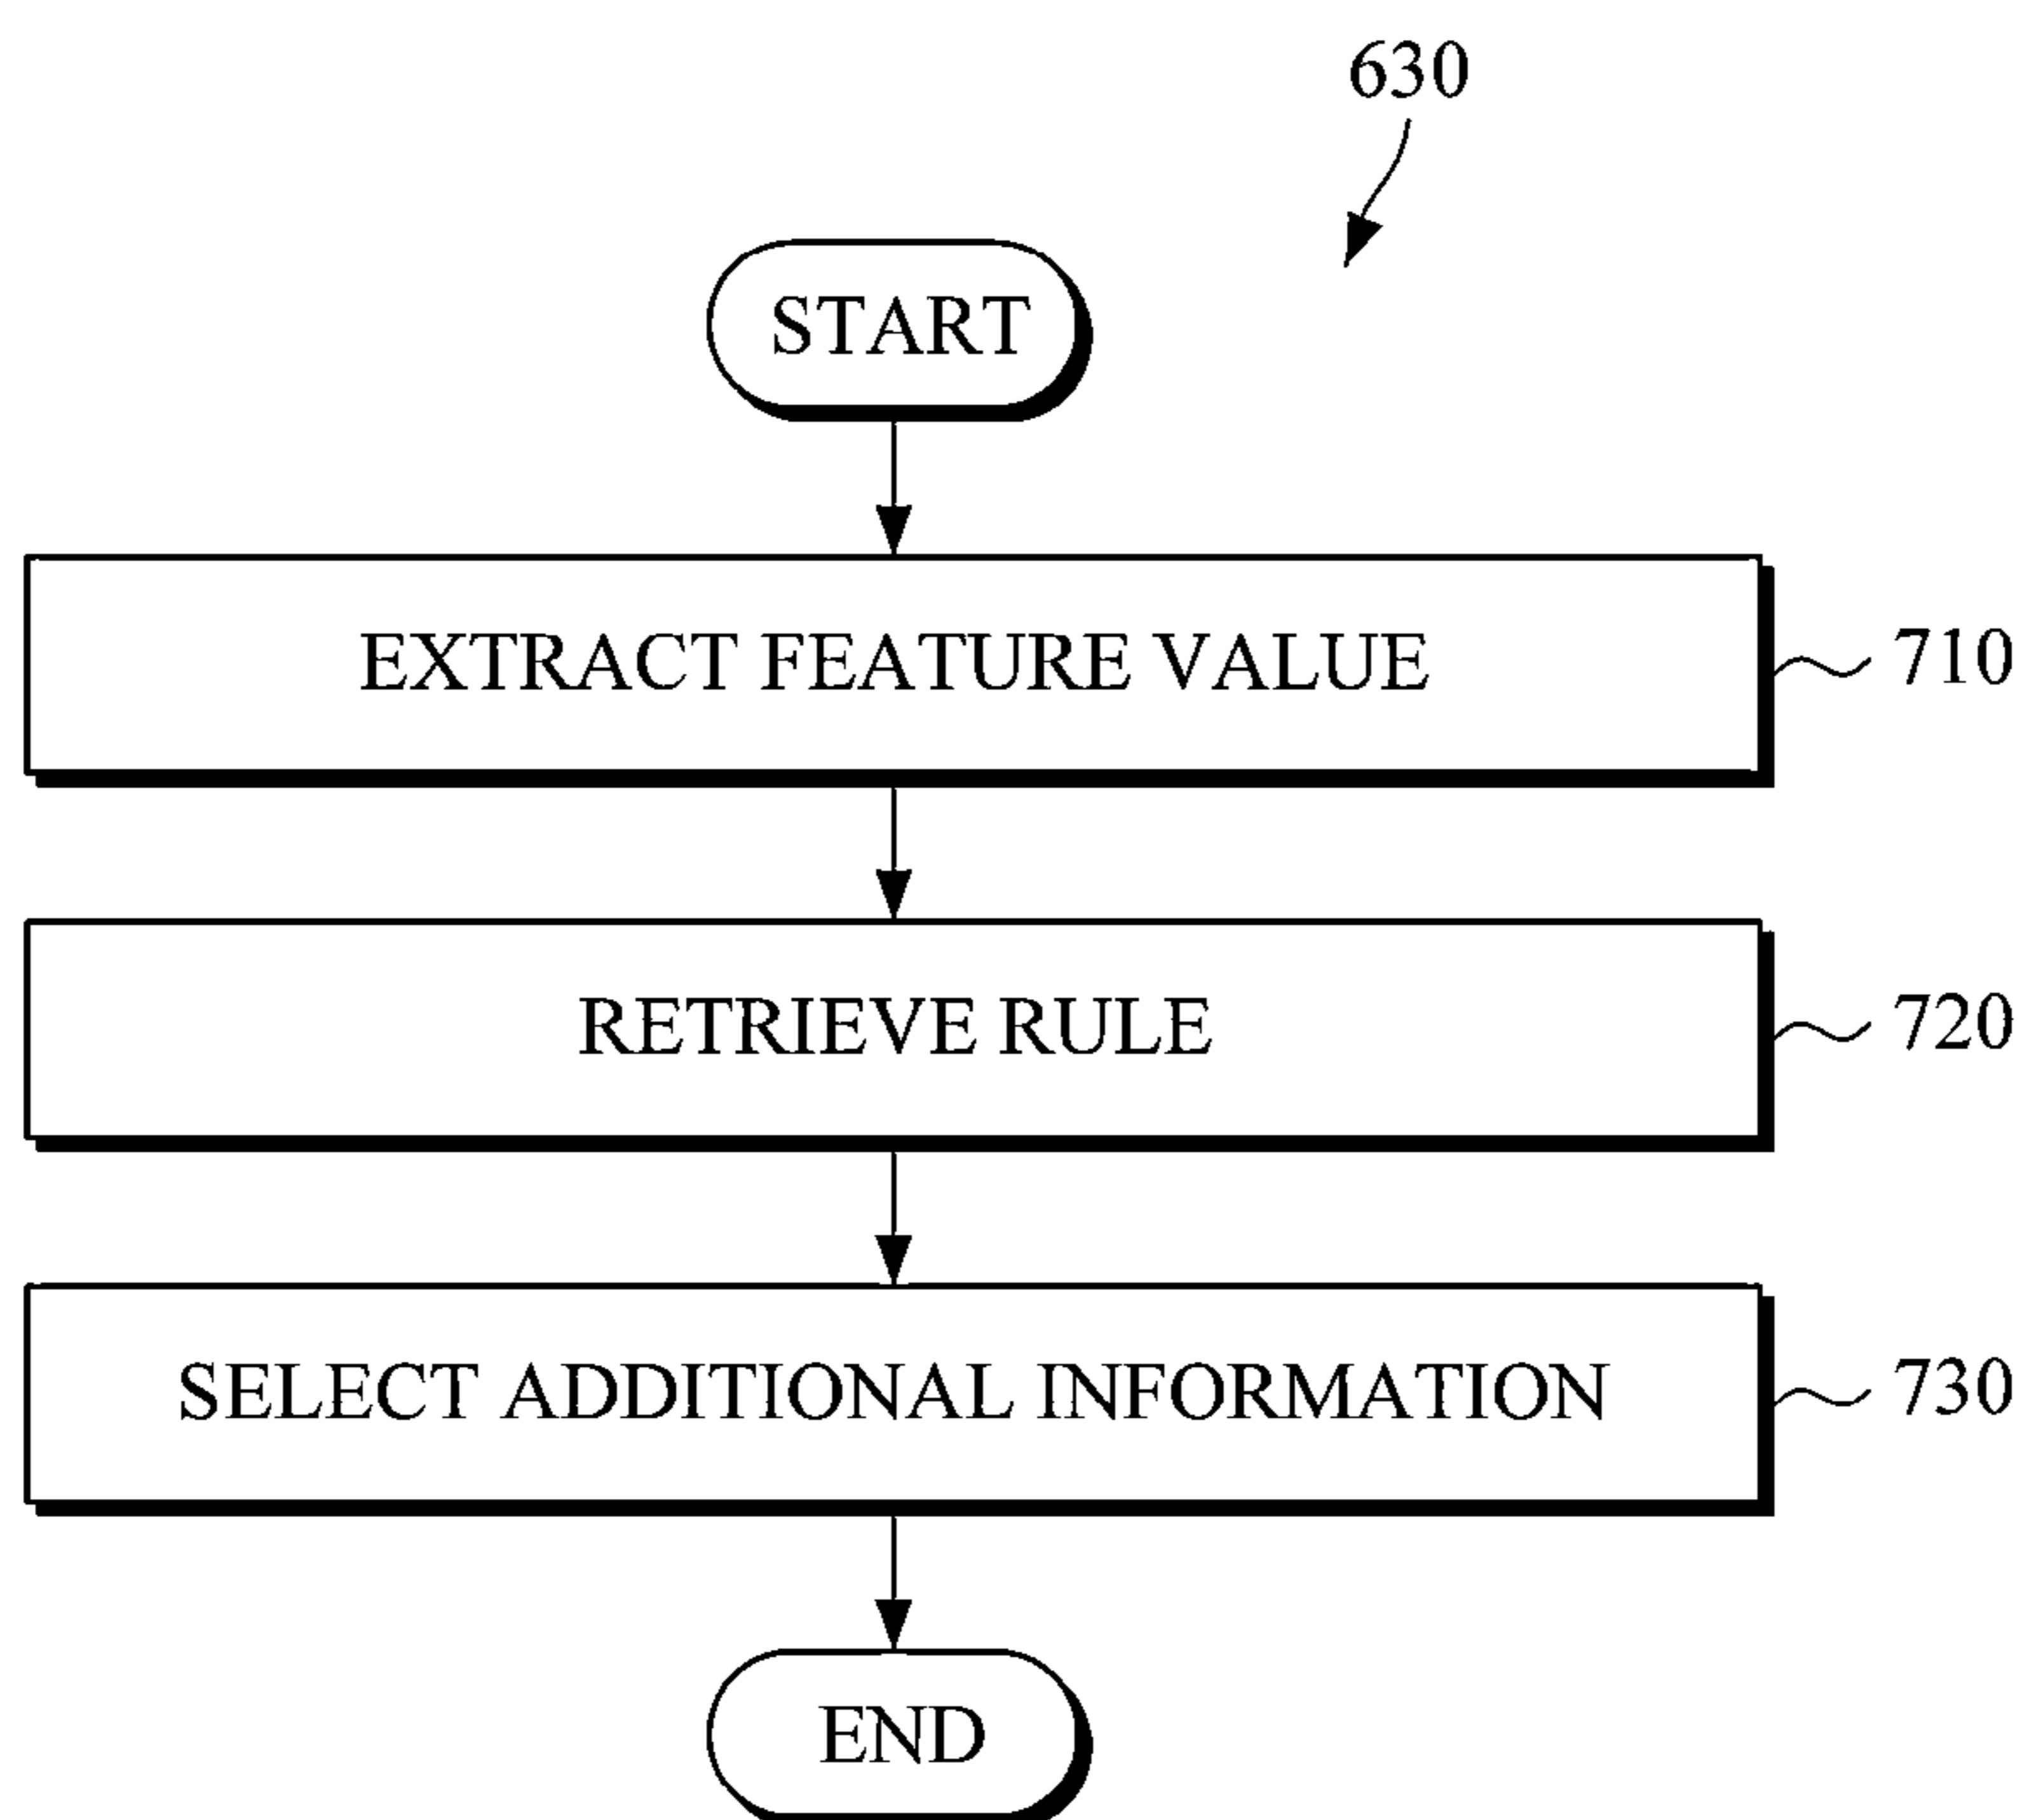 630
START
EXTRACT FEATURE VALUE
710
RETRIEVE RULE
720
SELECT ADDITIONAL INFORMATION
730
END